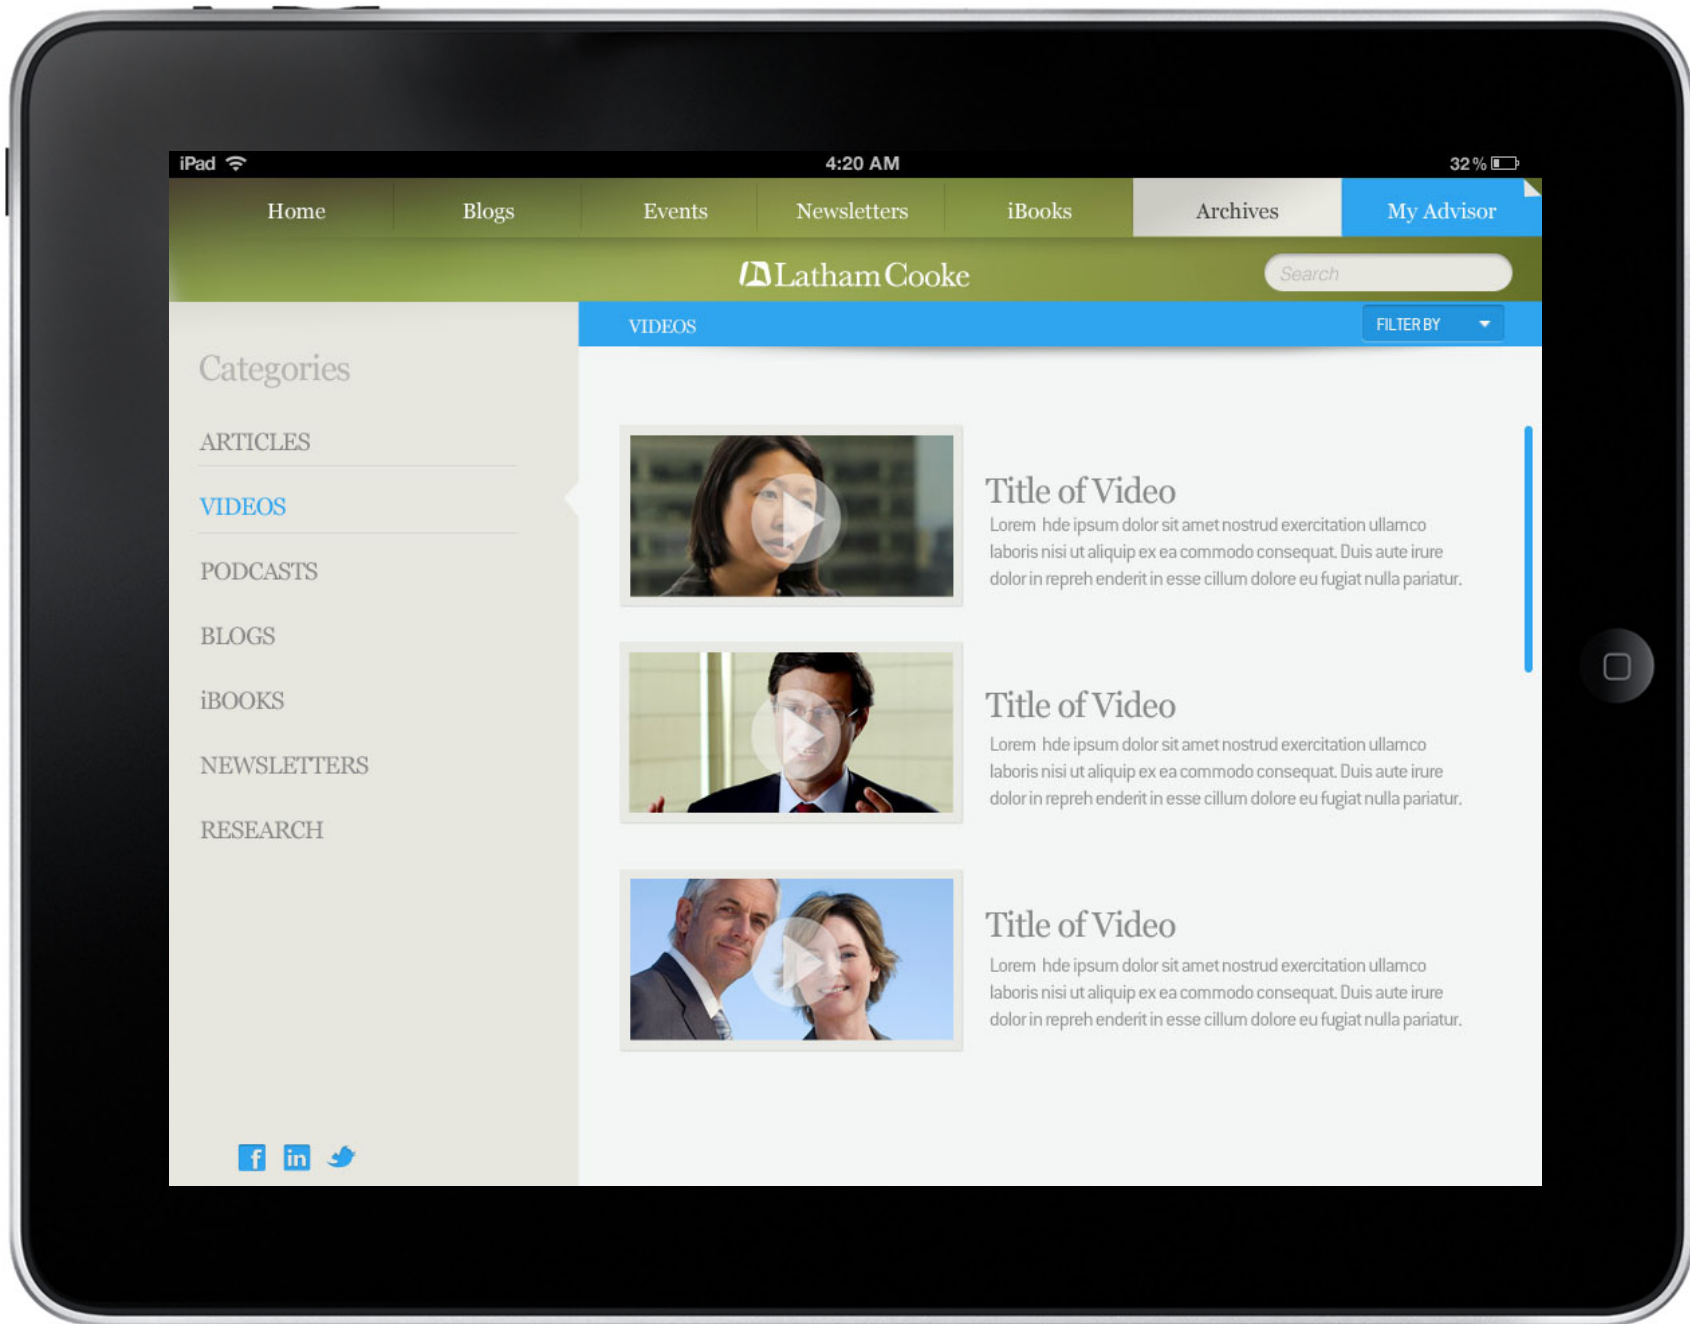 iPad
4:20 AM
32%
Home
Blogs
Events
Newsletters
iBooks
Archives
My Advisor
Latham Cooke
Search
VIDEOS
FILTER BY
Categories
ARTICLES
VIDEOS
PODCASTS
BLOGS
iBOOKS
NEWSLETTERS
RESEARCH
Title of Video
Lorem hde ipsum dolor sit amet nostrud exercitation ullamco
laboris nisi ut aliquip ex ea commodo consequat. Duis aute irure
dolor in repreh enderit in esse cillum dolore eu fugiat nulla pariatur.
Title of Video
Lorem hde ipsum dolor sit amet nostrud exercitation ullamco
laboris nisi ut aliquip ex ea commodo consequat. Duis aute irure
dolor in repreh enderit in esse cillum dolore eu fugiat nulla pariatur.
Title of Video
Lorem hde ipsum dolor sit amet nostrud exercitation ullamco
laboris nisi ut aliquip ex ea commodo consequat. Duis aute irure
dolor in repreh enderit in esse cillum dolore eu fugiat nulla pariatur.
f
in